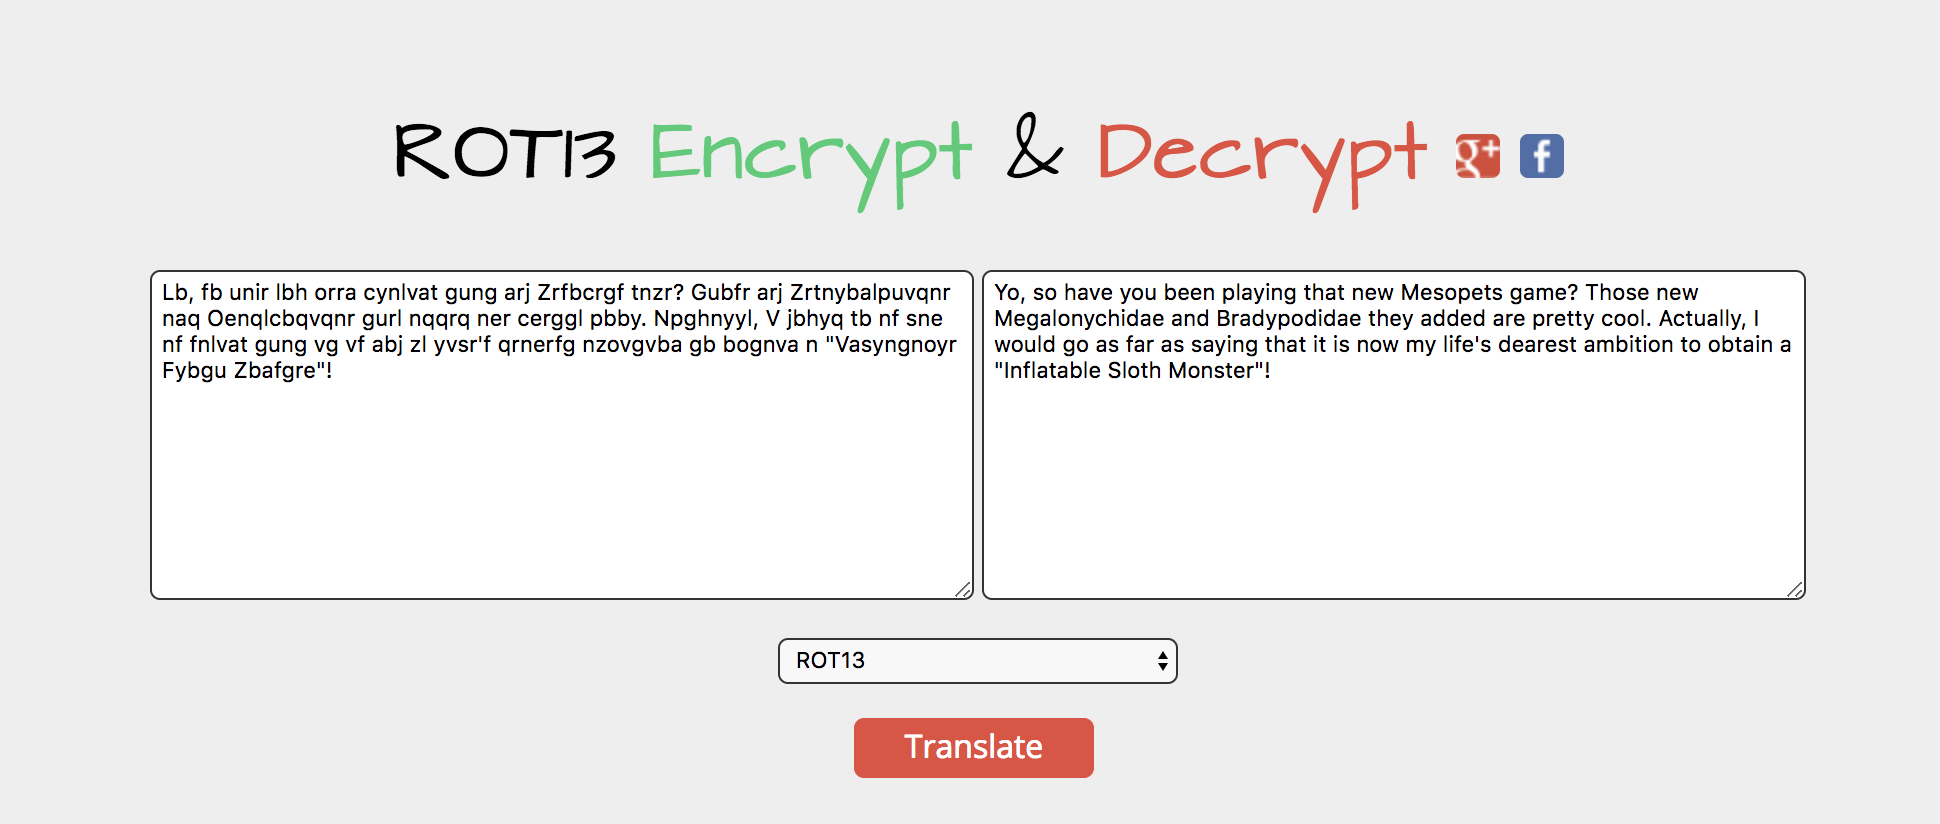 ROT13 Encrypt & Decrypt g+ f
Lb, fb unir lbh orra cynlvat gung arj Zrfbcrgf tnzr? Gubfr arj Zrtnybalpuvqnr
naq Oenqlcbqvqnr gurl nqqrq ner cerggl pbby. Npghnyyl, V jbhyq tb nf sne
nf fnlvat gung vg vf abj zl yvsr'f qrnerfg nzovgvba gb bognva n "Vasyngnoyr
Fybgu Zbafgre"!
Yo, so have you been playing that new Mesopets game? Those new
Megalonychidae and Bradypodidae they added are pretty cool. Actually, I
would go as far as saying that it is now my life's dearest ambition to obtain a
"Inflatable Sloth Monster"!
ROT13
Translate